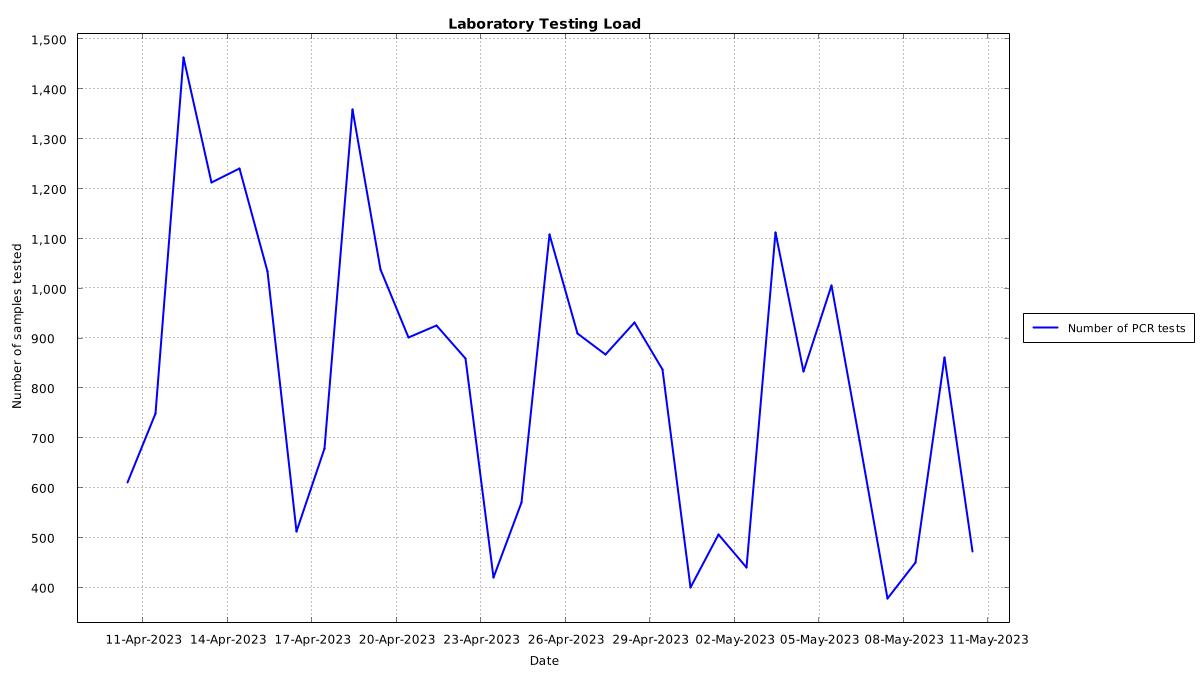 Laboratory Testing Load
1,500
1,400
1,300
1,200
1,100
1,000
900
800
700
600
500
400
Number of samples tested
11-Apr-2023 14-Apr-2023 17-Apr-2023 20-Apr-2023 23-Apr-2023 26-Apr-2023 29-Apr-2023 02-May-2023 05-May-2023 08-May-2023 11-May-2023
Date
Number of PCR tests